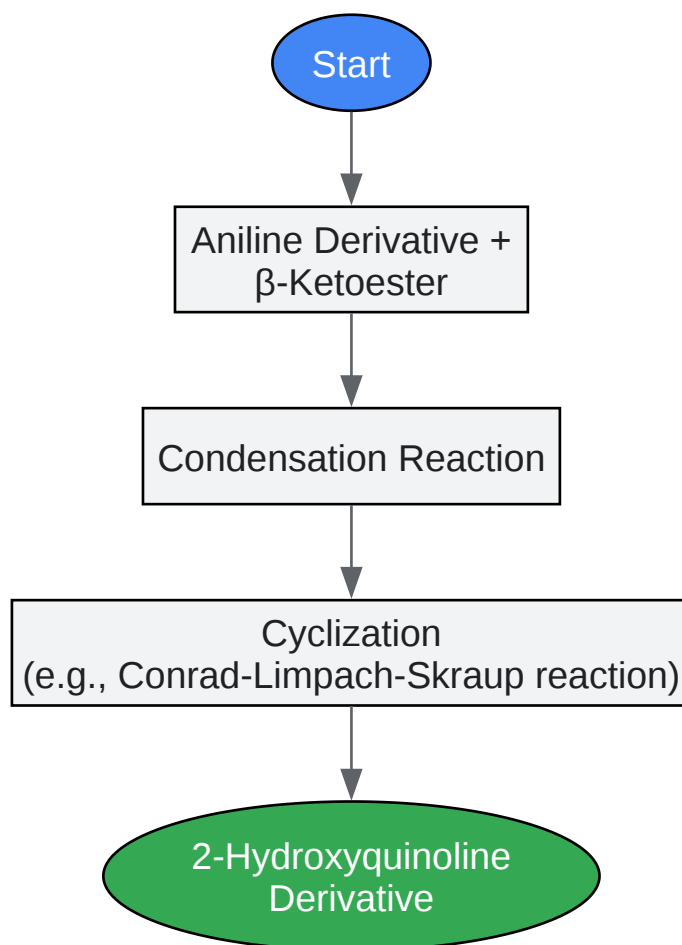 Start
Aniline Derivative +
β-Ketoester
Condensation Reaction
Cyclization
(e.g., Conrad-Limpach-Skraup reaction)
2-Hydroxyquinoline
Derivative